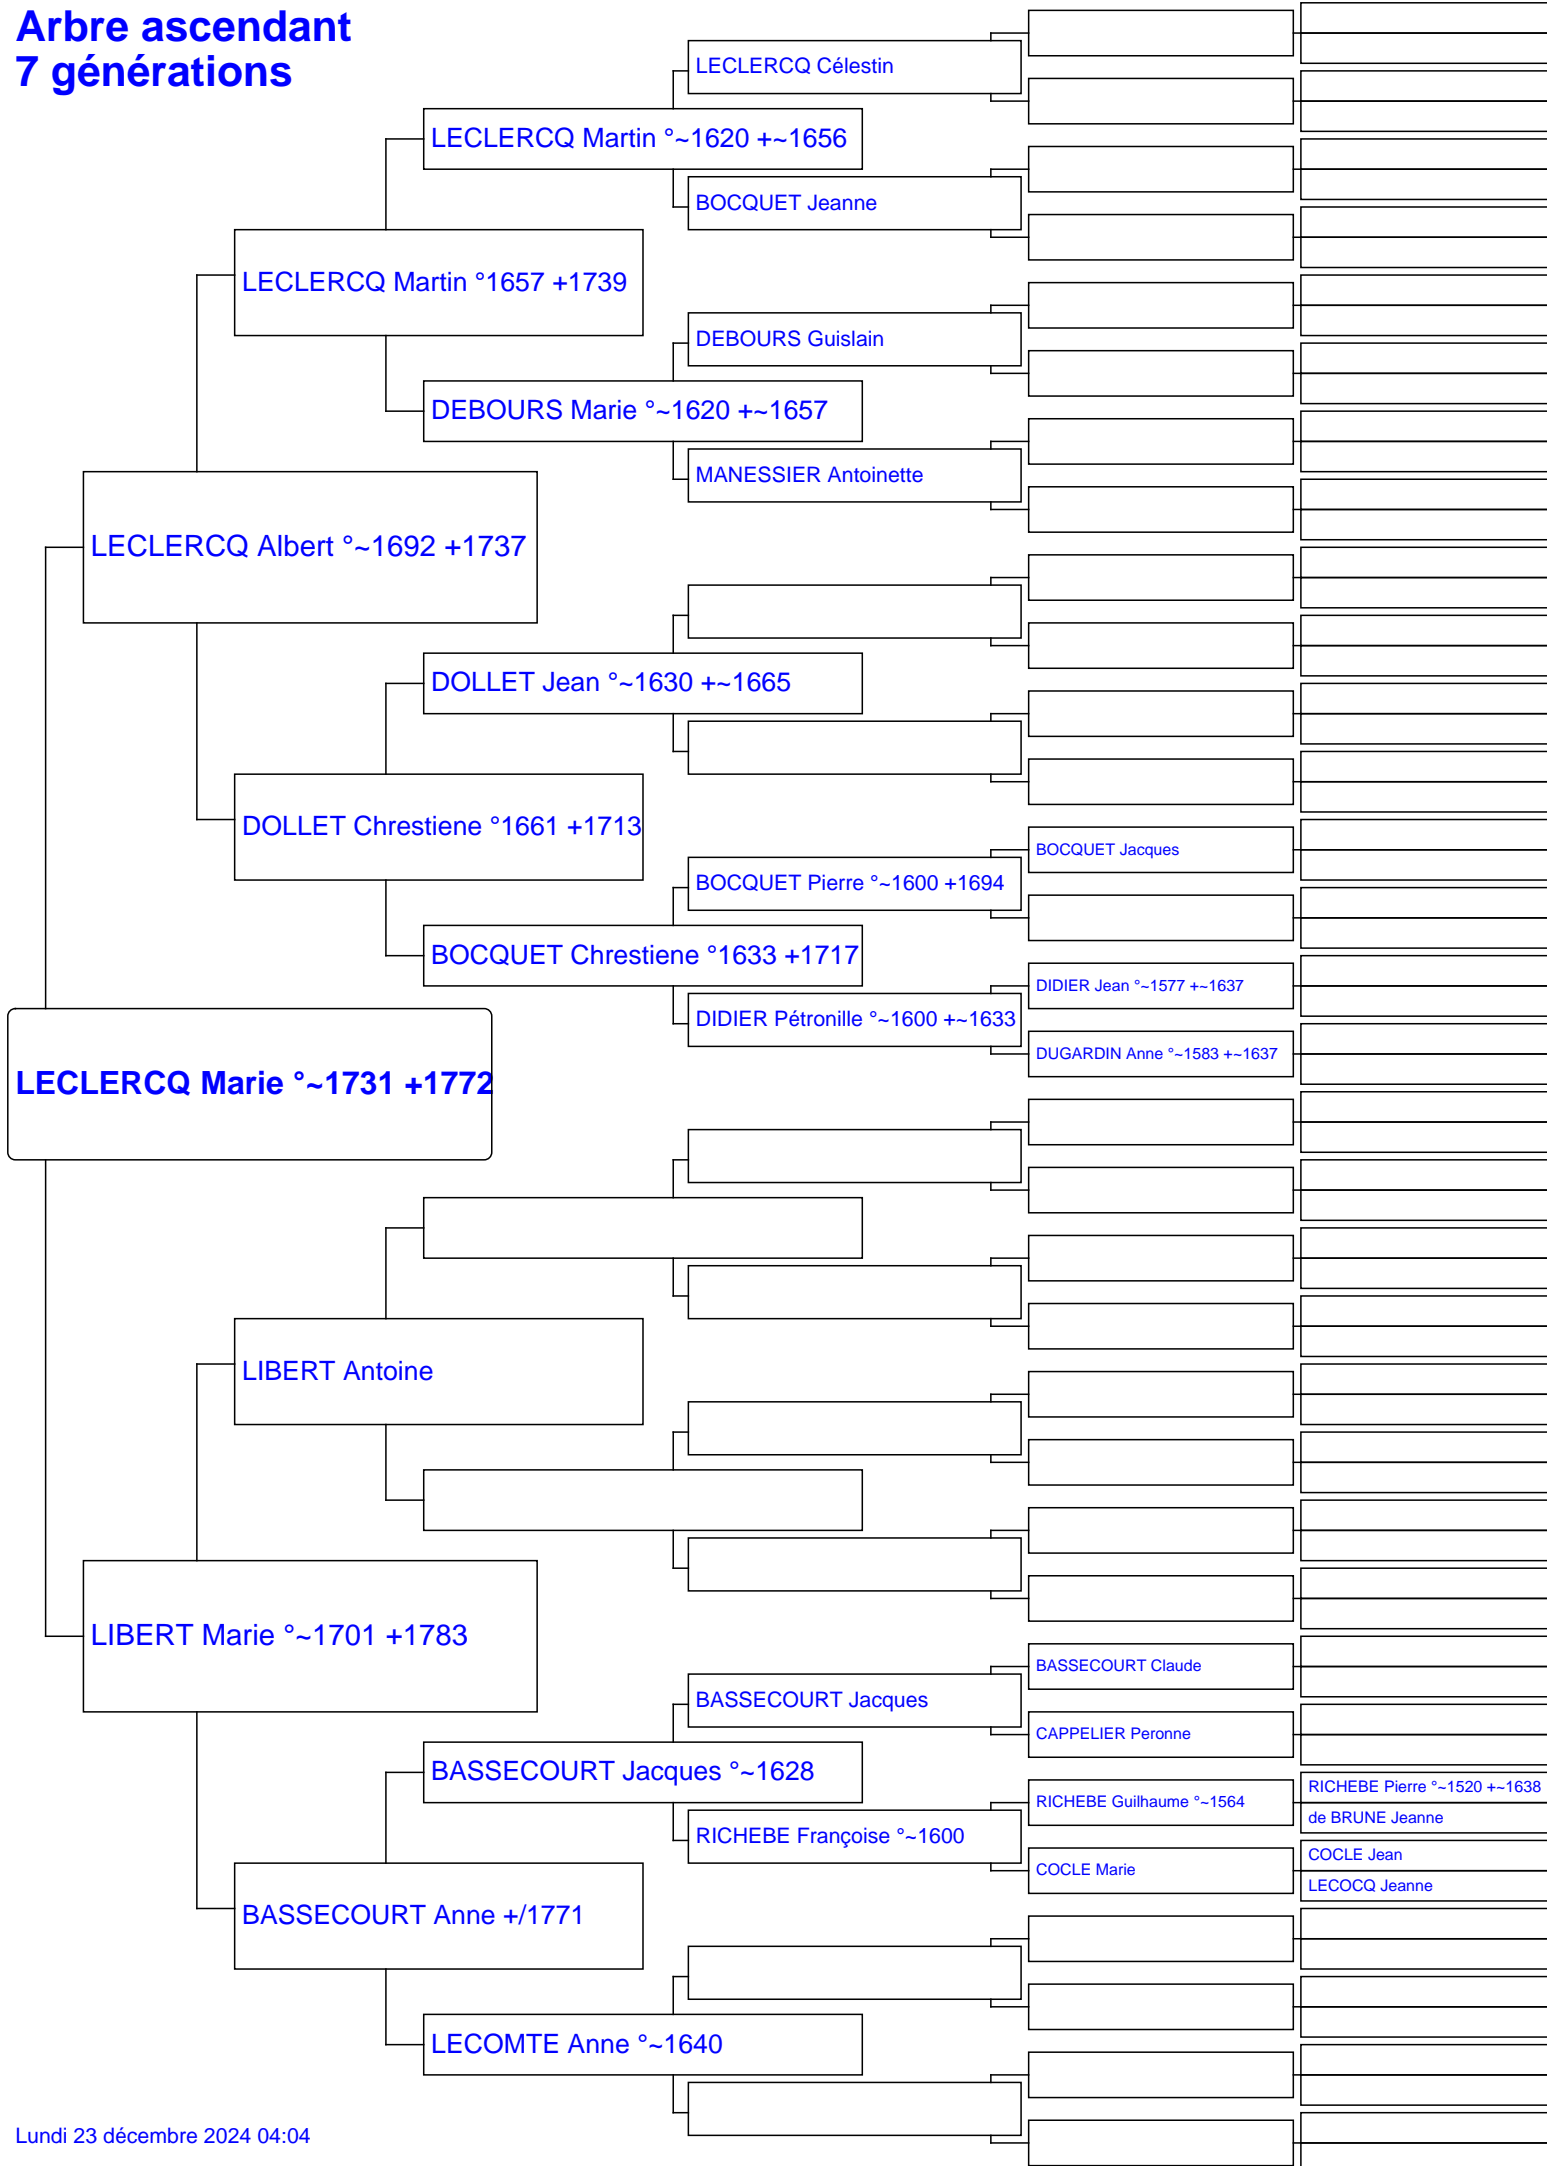 Arbre ascendant
7 générations
LECLERCQ Célestin
LECLERCQ Martin °~1620 +~1656
BOCQUET Jeanne
LECLERCQ Martin °1657 +1739
DEBOURS Guislain
DEBOURS Marie °~1620 +~1657
MANESSIER Antoinette
LECLERCQ Albert °~1692 +1737
DOLLET Jean °~1630 +~1665
DOLLET Chrestiene °1661 +1713
BOCQUET Jacques
BOCQUET Pierre °~1600 +1694
BOCQUET Chrestiene °1633 +1717
DIDIER Jean °~1577 +~1637
DIDIER Pétronille °~1600 +~1633
DUGARDIN Anne °~1583 +~1637
LECLERCQ Marie °~1731 +1772
LIBERT Antoine
LIBERT Marie °~1701 +1783
BASSECOURT Claude
BASSECOURT Jacques
CAPPELIER Peronne
BASSECOURT Jacques °~1628
RICHEBE Pierre °~1520 +~1638
RICHEBE Guilhaume °~1564
de BRUNE Jeanne
RICHEBE Françoise °~1600
COCLE Jean
COCLE Marie
LECOCQ Jeanne
BASSECOURT Anne +/1771
LECOMTE Anne °~1640
Lundi 23 décembre 2024 04:04